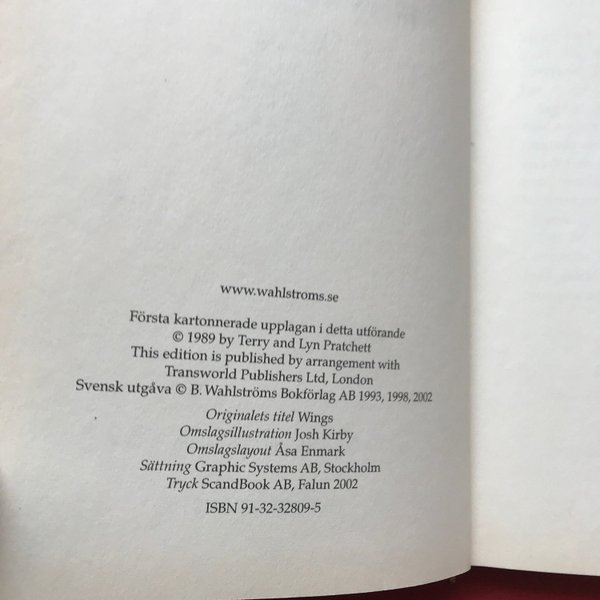 www.wahlstroms.se
Första kartonnerade upplagan i detta utförande
© 1989 by Terry and Lyn Pratchett
This edition is published by arrangement with
Transworld Publishers Ltd, London
Svensk utgåva © B. Wahlströms Bokförlag AB 1993, 1998, 2002
Originalets titel Wings
Omslagsillustration Josh Kirby
Omslagslayout Åsa Enmark
Sättning Graphic Systems AB, Stockholm
Tryck ScandBook AB, Falun 2002
ISBN 91-32-32809-5